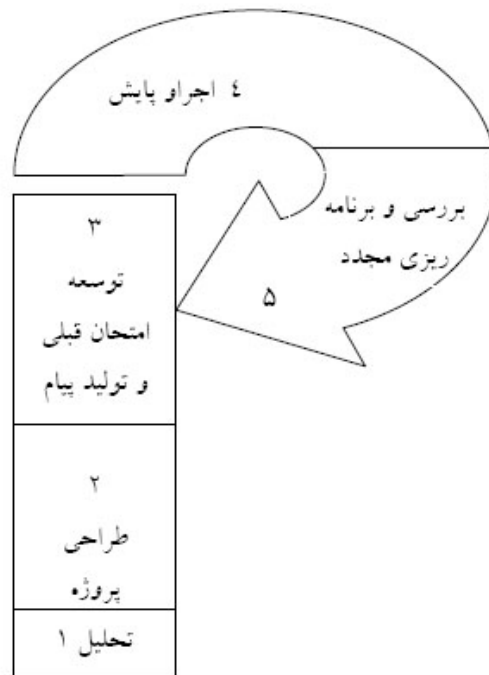 ٤ اجراو پایش
بررسی و برنامه
ریزی مجدد
۵
۳
توسعه
امتحان قبلی
و تولید پیام
۲
طراحی
پروژه
تحلیل ۱